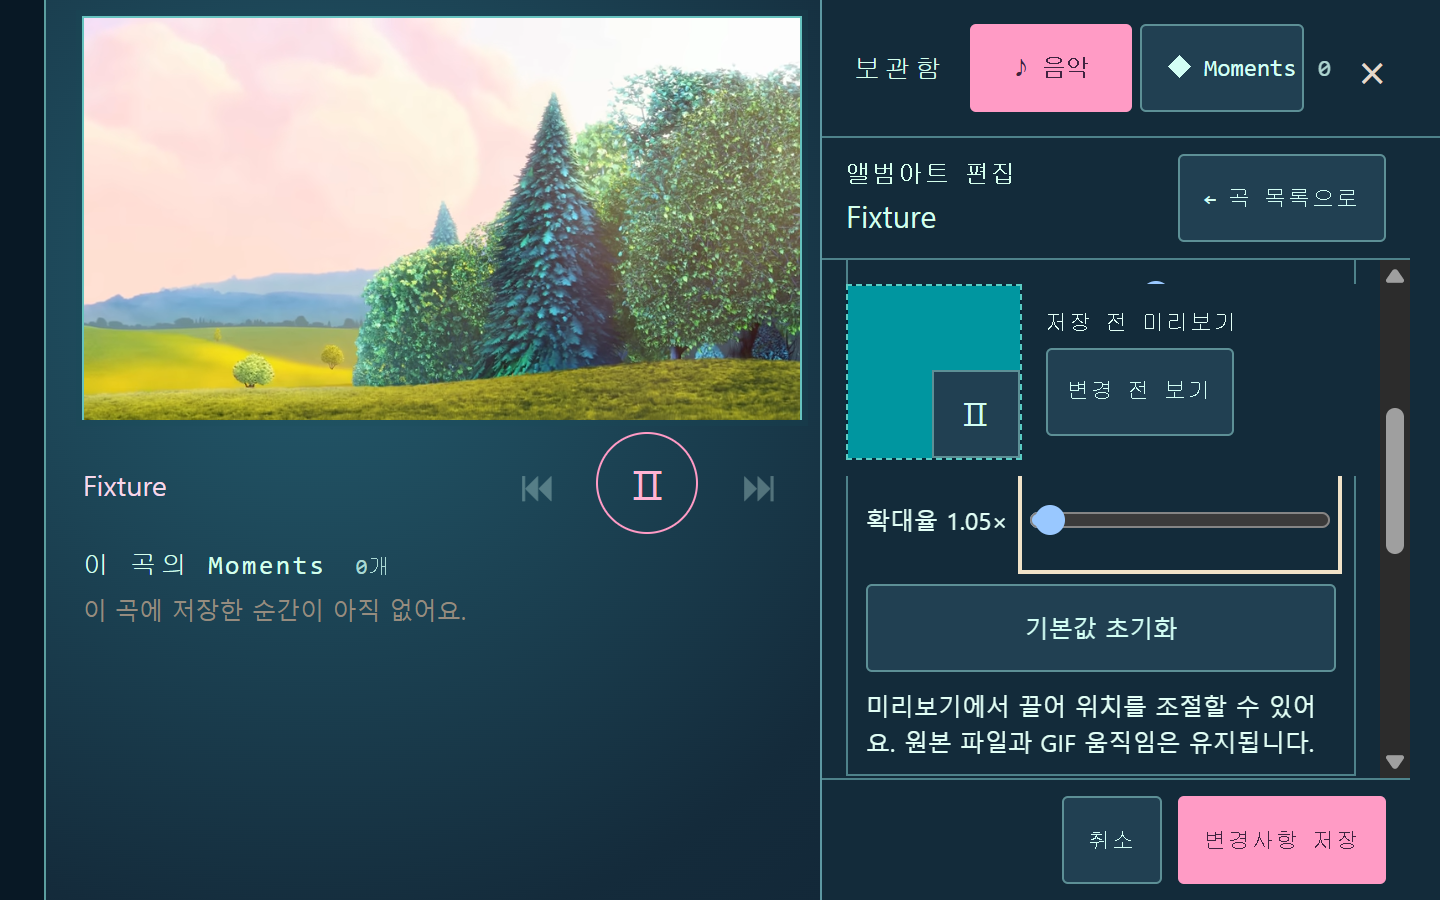 보관함
♪ 음악
◆ Moments 0
×
앨범아트 편집
Fixture
← 곡 목록으로
저장 전 미리보기
변경 전 보기
확대율 1.05×
기본값 초기화
미리보기에서 끌어 위치를 조절할 수 있어
요. 원본 파일과 GIF 움직임은 유지됩니다.
취소
변경사항 저장
Fixture
이 곡의 Moments 0개
이 곡에 저장한 순간이 아직 없어요.